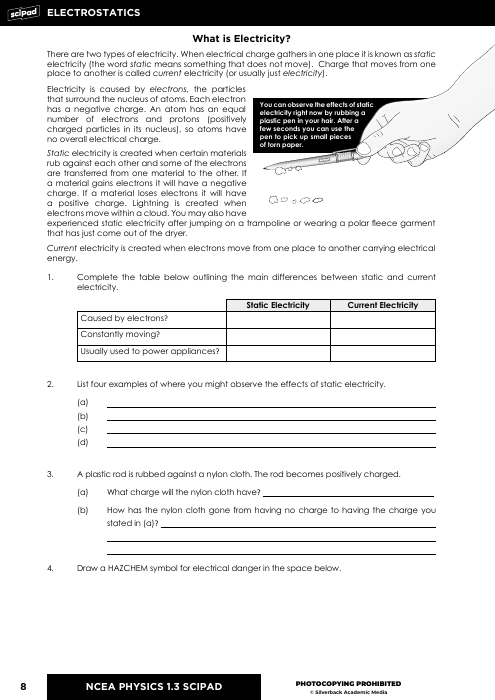 scipad ELECTROSTATICS
What is Electricity?
There are two types of electricity. When electrical charge gathers in one place it is known as static
electricity (the word static means something that does not move). Charge that moves from one
place to another is called current electricity (or usually just electricity).
Electricity is caused by electrons, the particles
that surround the nucleus of atoms. Each electron
has a negative charge. An atom has an equal
number of electrons and protons (positively
charged particles in its nucleus), so atoms have
no overall electrical charge.
You can observe the effects of static
electricity right now by rubbing a
plastic pen in your hair. After a
few seconds you can use the
pen to pick up small pieces
of torn paper.
Static electricity is created when certain materials
rub against each other and some of the electrons
are transferred from one material to the other. If
a material gains electrons it will have a negative
charge. If a material loses electrons it will have
a positive charge. Lightning is created when
electrons move within a cloud. You may also have
experienced static electricity after jumping on a trampoline or wearing a polar fleece garment
that has just come out of the dryer.
Current electricity is created when electrons move from one place to another carrying electrical
energy.
1. Complete the table below outlining the main differences between static and current
electricity.
Static Electricity Current Electricity
Caused by electrons?
Constantly moving?
Usually used to power appliances?
2. List four examples of where you might observe the effects of static electricity.
(a)
(b)
(c)
(d)
3. A plastic rod is rubbed against a nylon cloth. The rod becomes positively charged.
(a) What charge will the nylon cloth have?
(b) How has the nylon cloth gone from having no charge to having the charge you
stated in (a)?
4. Draw a HAZCHEM symbol for electrical danger in the space below.
8 NCEA PHYSICS 1.3 SCIPAD PHOTOCOPYING PROHIBITED
© Silverback Academic Media